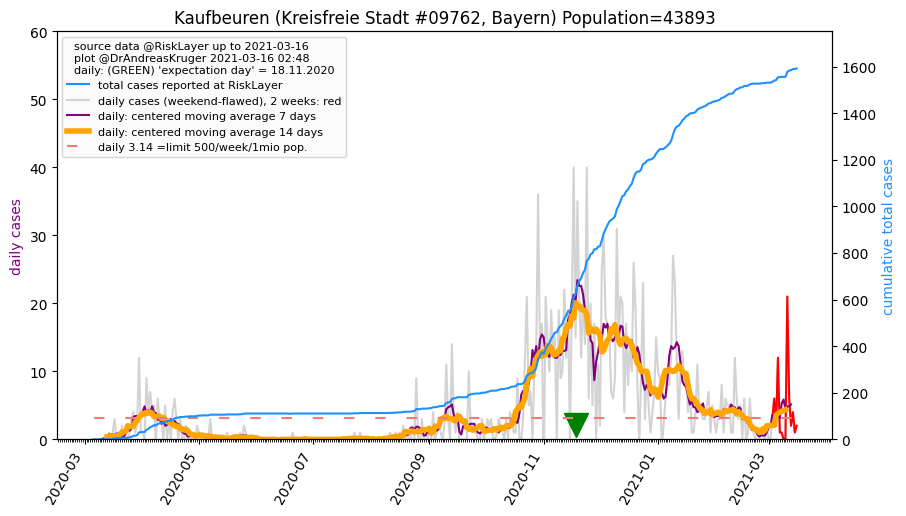 Kaufbeuren (Kreisfreie Stadt #09762, Bayern) Population=43893
source data @RiskLayer up to 2021-03-16
plot @DrAndreasKruger 2021-03-16 02:48
daily: (GREEN) 'expectation day' = 18.11.2020
total cases reported at RiskLayer
daily cases (weekend-flawed), 2 weeks: red
daily: centered moving average 7 days
daily: centered moving average 14 days
daily 3.14 =limit 500/week/1mio pop.
daily cases
60
50
40
30
20
10
0
cumulative total cases
1600
1400
1200
1000
800
600
400
200
0
2020-03
2020-05
2020-07
2020-09
2020-11
2021-01
2021-03